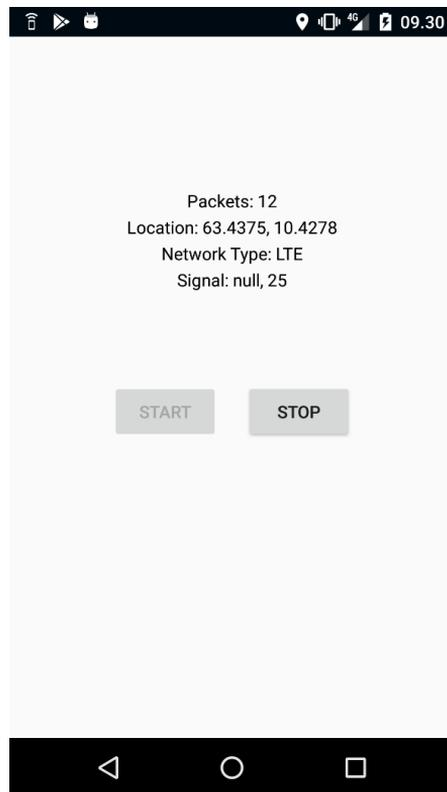 4G 09.30
Packets: 12
Location: 63.4375, 10.4278
Network Type: LTE
Signal: null, 25
START STOP